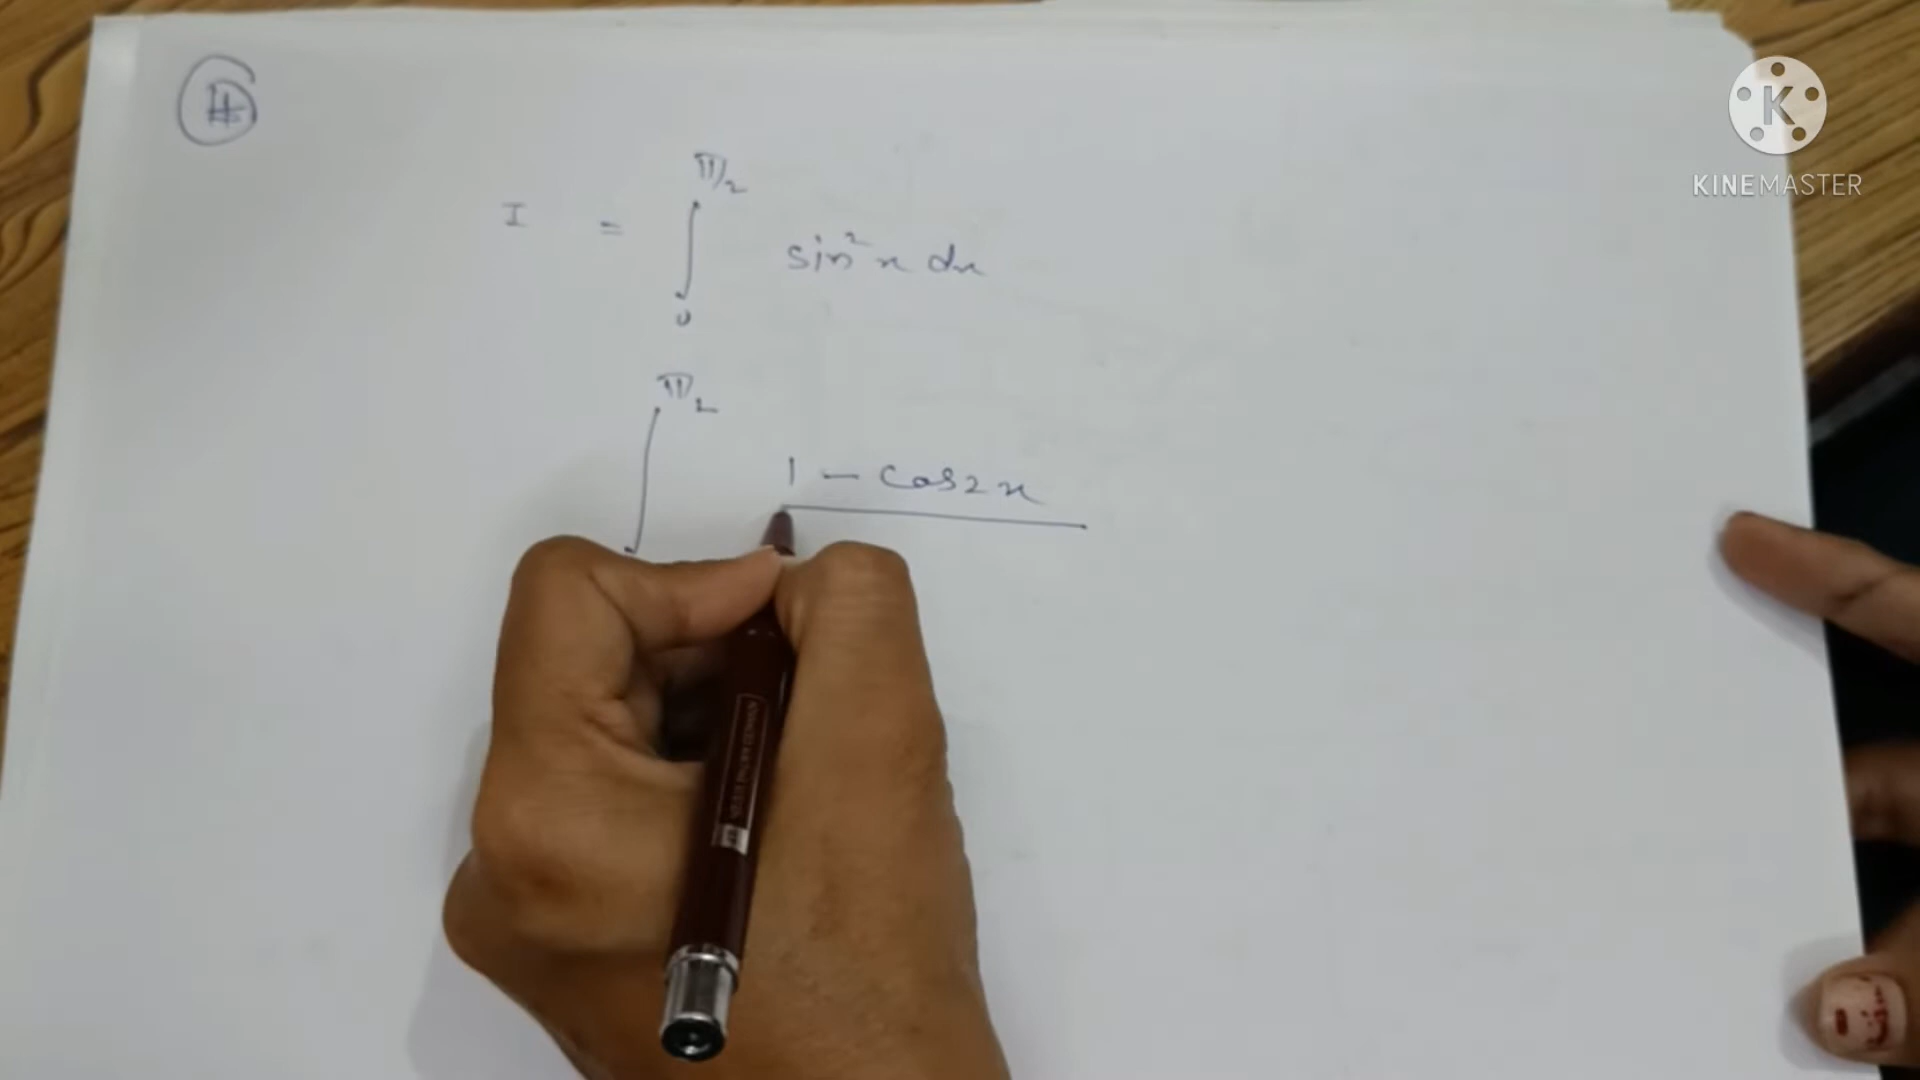 #
I = ∫₀^π/2 sin²x dx
∫^π/2 1 - cos2x
KINEMASTER